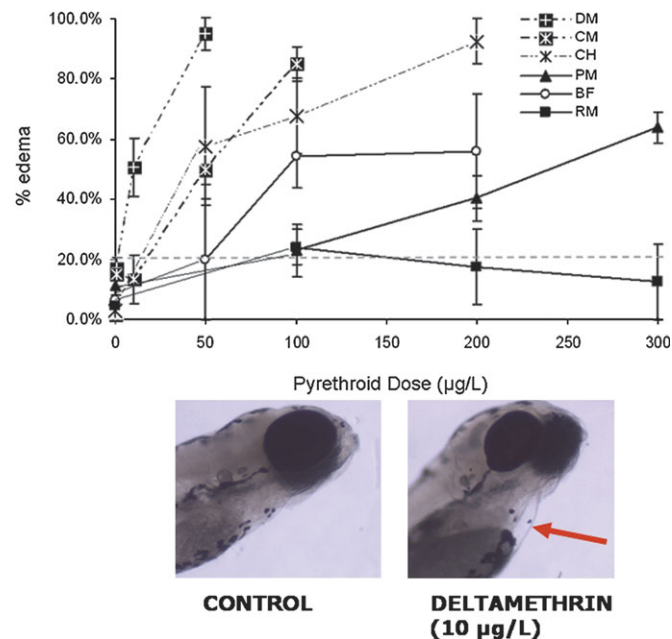 100.0%
80.0%
60.0%
40.0%
20.0%
0.0%
% edema
DM
CM
CH
PM
BF
RM
0 50 100 150 200 250 300
Pyrethroid Dose (µg/L)
CONTROL
DELTAMETHRIN
(10 µg/L)